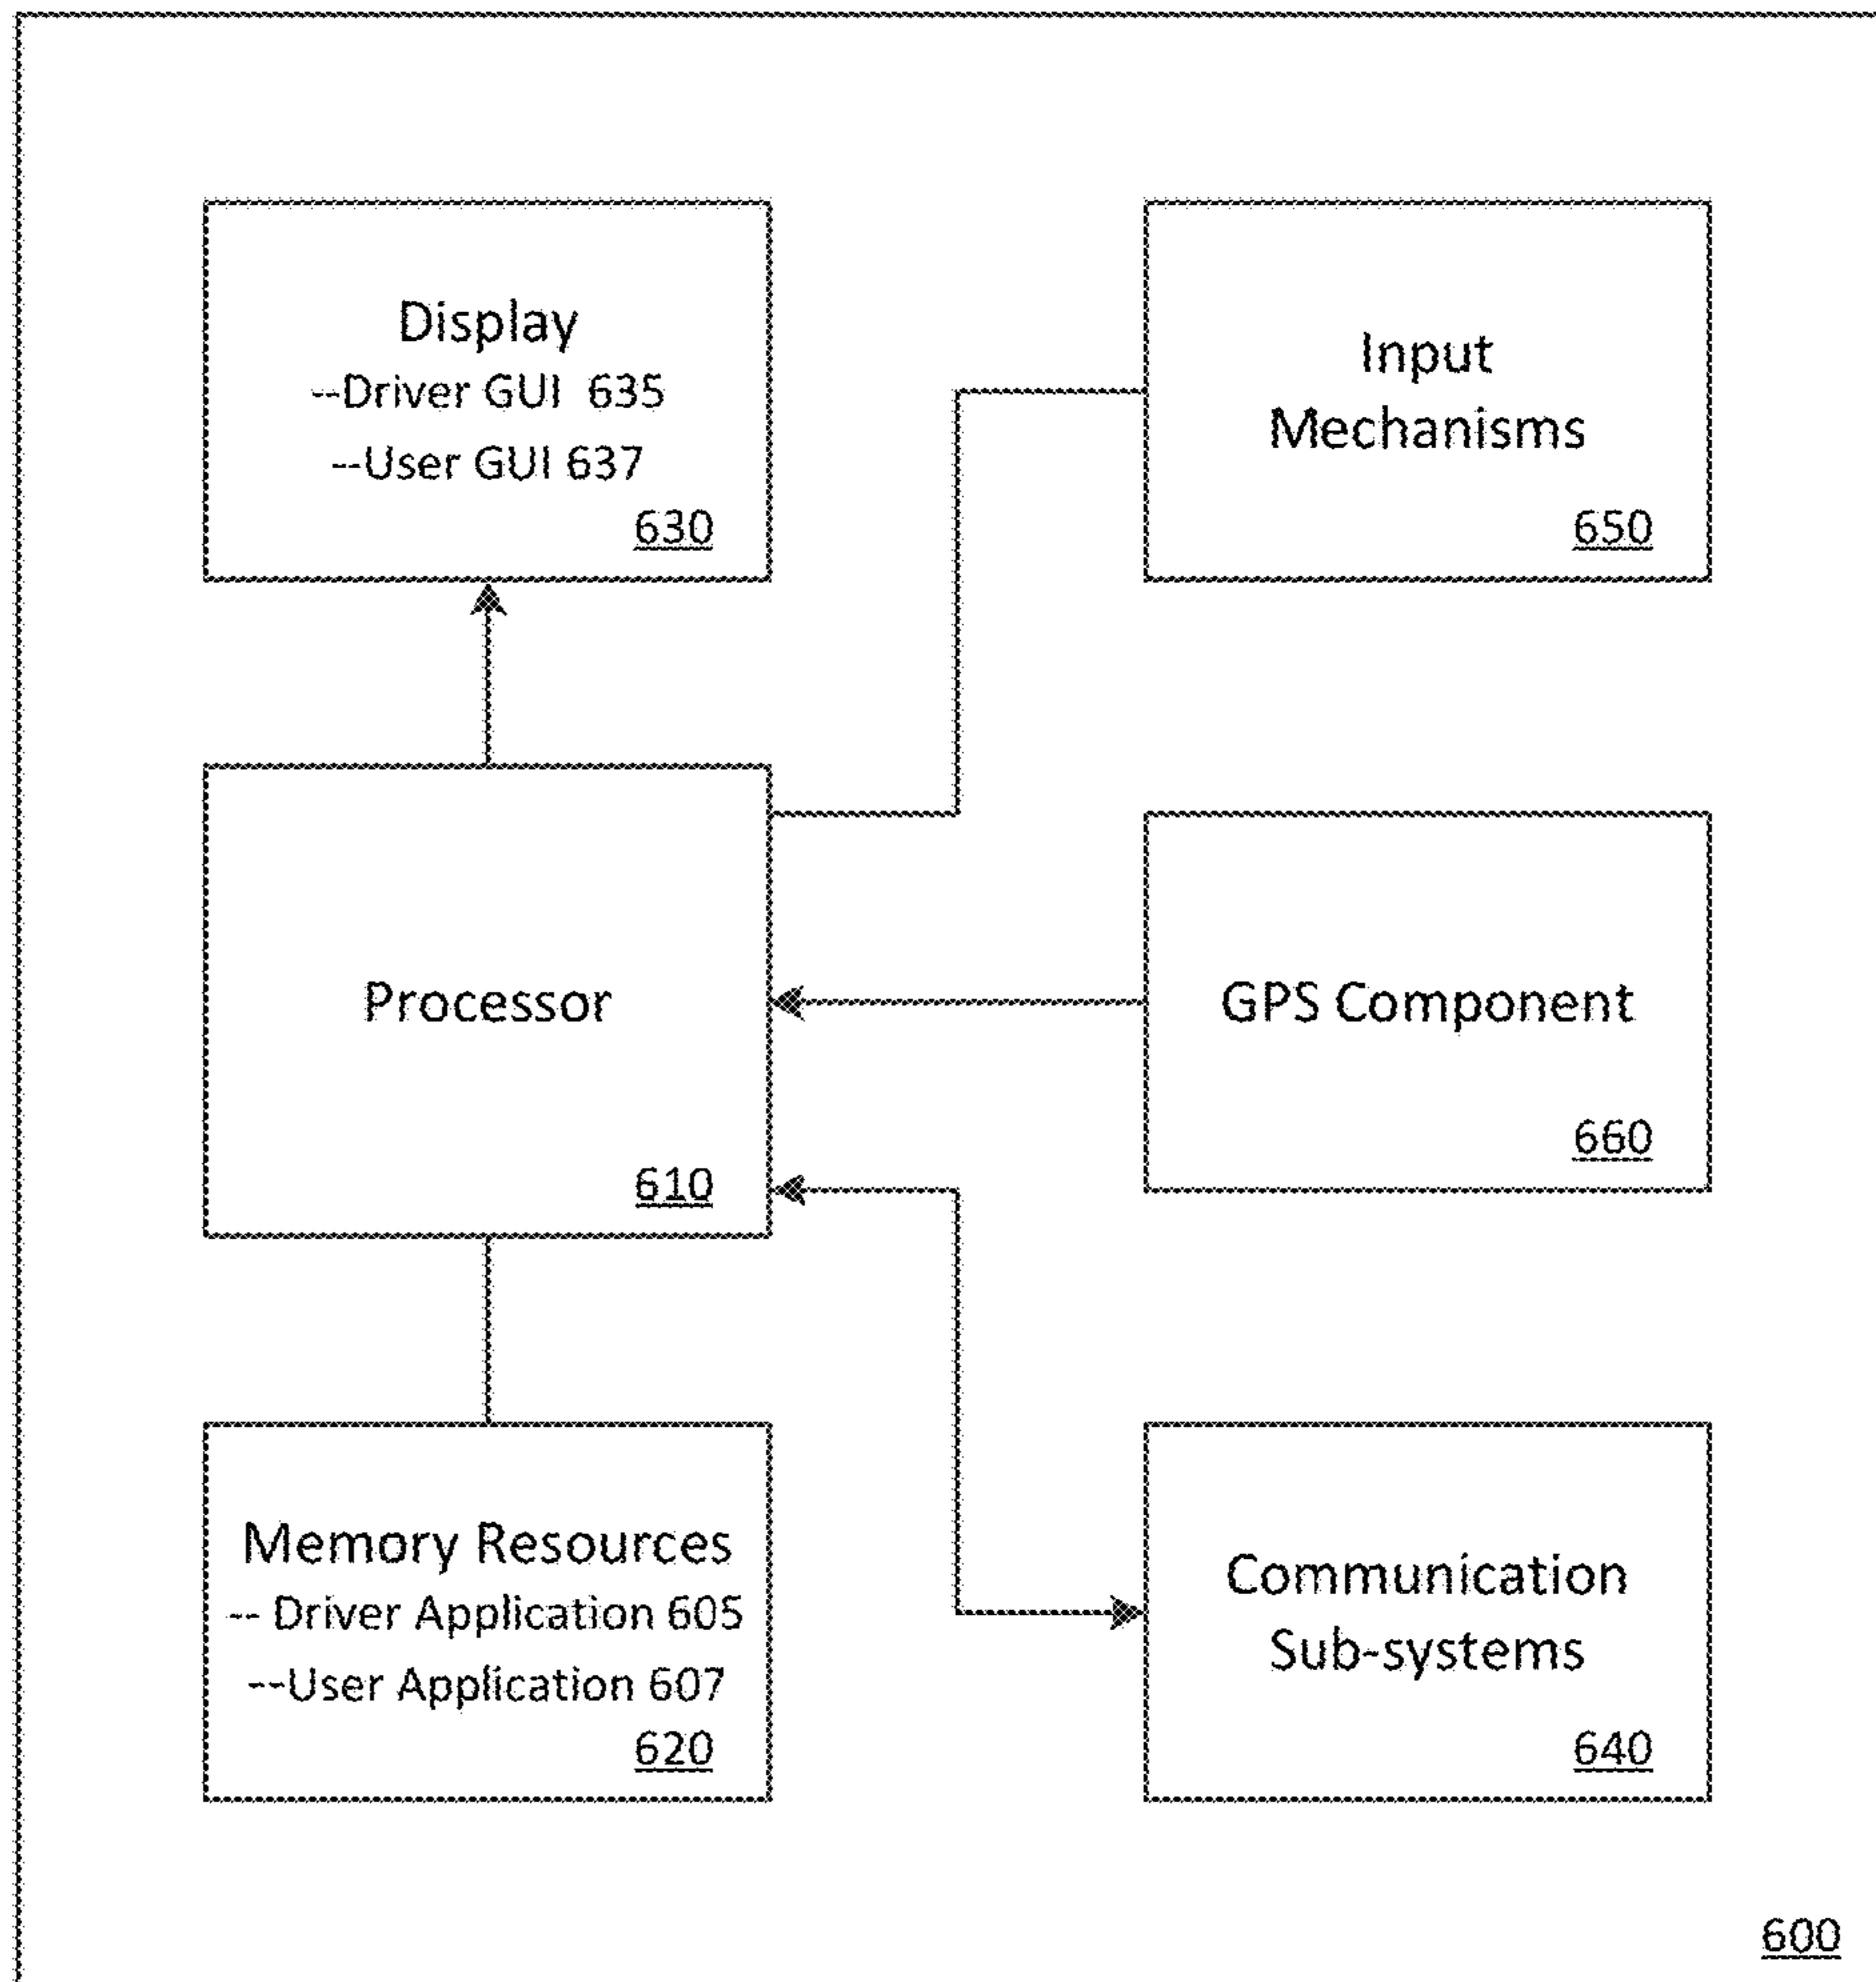 Display
--Driver GUI 635
--User GUI 637
630
Input
Mechanisms
650
Processor
610
GPS Component
660
Memory Resources
-- Driver Application 605
--User Application 607
620
Communication
Sub-systems
640
600